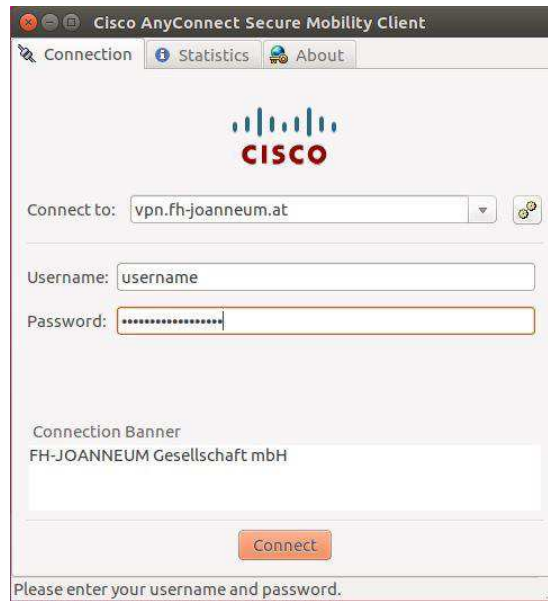 Cisco AnyConnect Secure Mobility Client
Connection Statistics About
CISCO
Connect to: vpn.fh-joanneum.at
Username: username
Password: ••••••••••••••••••
Connection Banner
FH-JOANNEUM Gesellschaft mbH
Connect
Please enter your username and password.